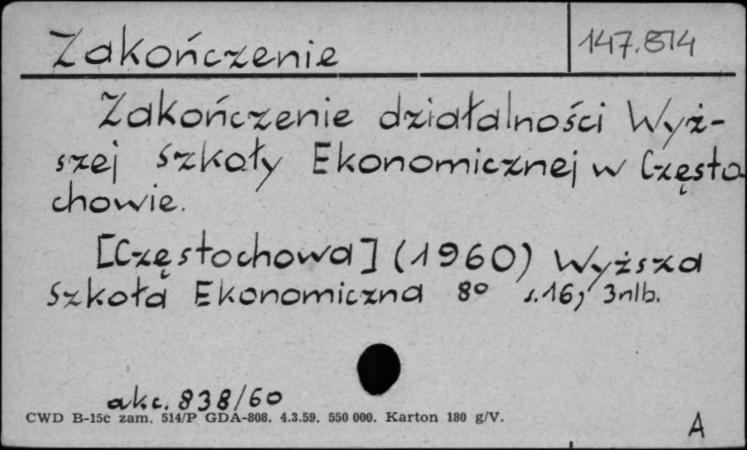 Zakończenie 147.814
Zakończenie działalności Wyż-
szej Szkoły Ekonomicznej w Często
chowie.
[Częstochowa] (1960) Wyższa
Szkoła Ekonomiczna 8° s.16, 3nlb.
akc. 838/60
CWD B-15c zam. 514/P GDA-808. 4.3.59. 550 000. Karton 180 g/V.
A